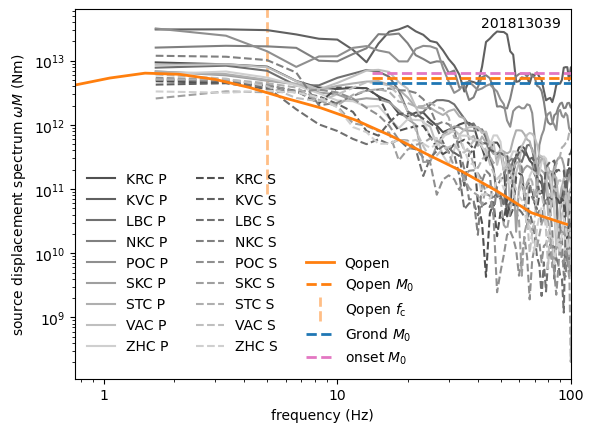 201813039
source displacement spectrum ωM (Nm)
10¹³
10¹²
10¹¹
10¹⁰
10⁹
KRC P
KVC P
LBC P
NKC P
POC P
SKC P
STC P
VAC P
ZHC P
KRC S
KVC S
LBC S
NKC S
POC S
SKC S
STC S
VAC S
ZHC S
Qopen
Qopen M₀
Qopen f_c
Grond M₀
onset M₀
1
10
100
frequency (Hz)